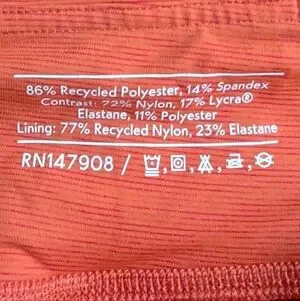 86% Recycled Polyester, 14% Spandex
Contrast: 72% Nylon, 17% Lycra®
Elastane, 11% Polyester
Lining: 77% Recycled Nylon, 23% Elastane
RN147908 /